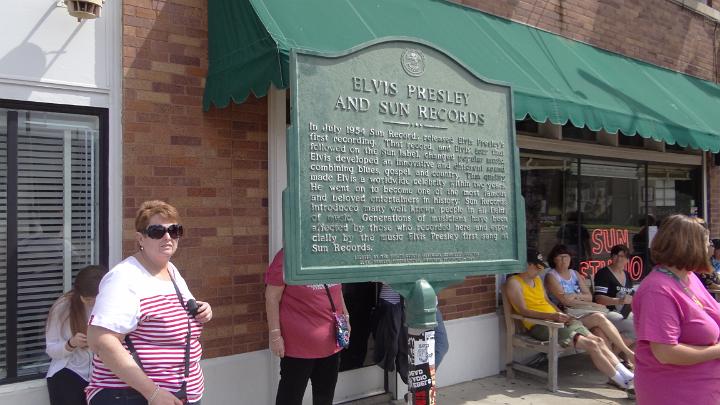 ELVIS PRESLEY
AND SUN RECORDS
In July 1954 Sun Records released Elvis Presley's
first recording. That record, and Elvis' four that
followed on the Sun label, changed popular music.
Elvis developed an innovative and different sound
combining blues, gospel, and country. That quality
made Elvis a worldwide celebrity within two years.
He went on to become one of the most famous
and beloved entertainers in history. Sun Records
introduced many well known people in all fields
of music. Generations of musicians have been
affected by those who recorded here and espe-
cially by the music Elvis Presley first sang at
Sun Records.
SUN
STUDIO